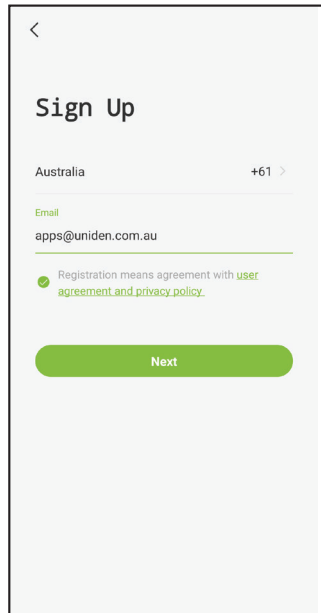 Sign Up
Australia +61
Email
apps@uniden.com.au
Registration means agreement with user
agreement and privacy policy
Next